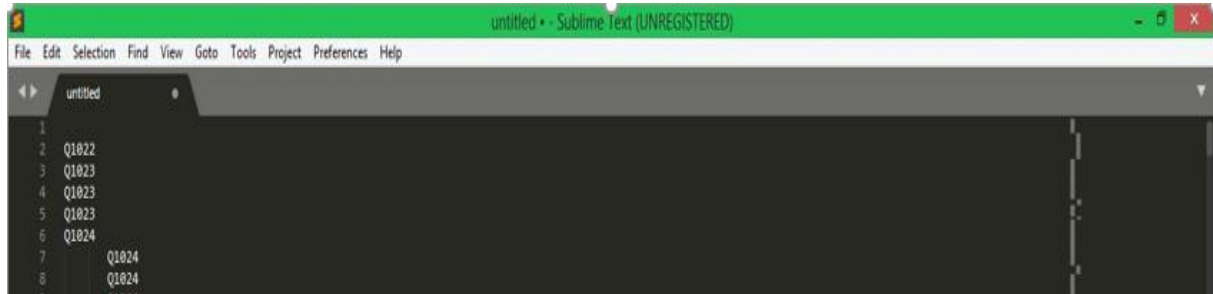 untitled • - Sublime Text (UNREGISTERED)
File Edit Selection Find View Goto Tools Project Preferences Help
untitled
1
2 Q1022
3 Q1023
4 Q1023
5 Q1023
6 Q1024
7 Q1024
8 Q1024